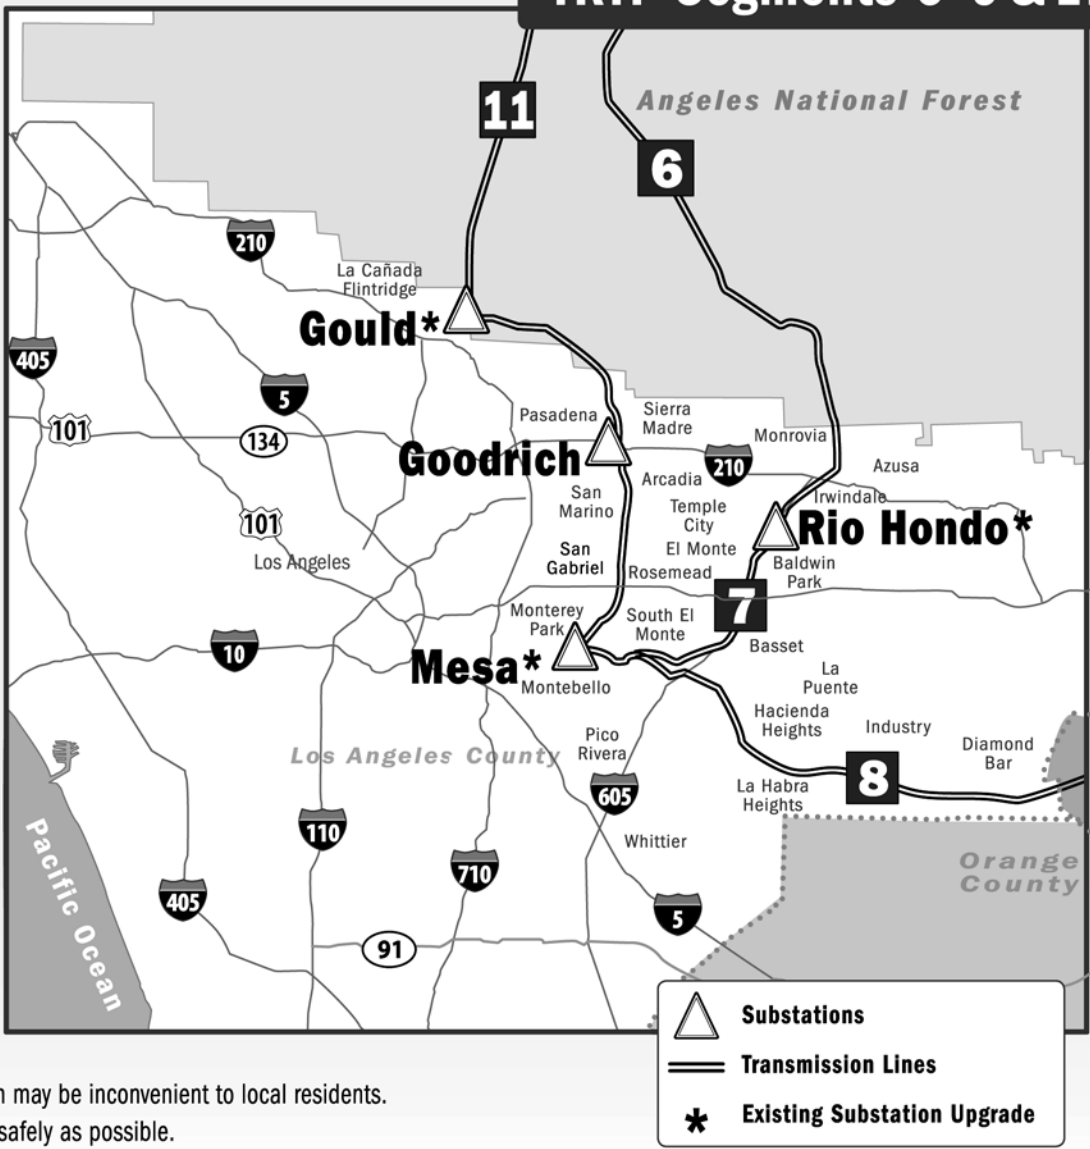 11
Angeles National Forest
6
210
La Cañada
Flintridge
Gould*
405
5
101
134
Pasadena
Sierra
Madre
Monrovia
Goodrich
210
Azusa
Arcadia
San
Marino
Irwindale
Temple
City
101
Rio Hondo*
Los Angeles
San
Gabriel
El Monte
Rosemead
Baldwin
Park
7
Monterey
Park
South El
Monte
10
Mesa*
Basset
Montebello
La
Puente
Hacienda
Heights
Industry
Pico
Rivera
Diamond
Bar
Los Angeles County
8
605
La Habra
Heights
110
Whittier
710
Orange
County
Pacific Ocean
405
5
91
Substations
Transmission Lines
* Existing Substation Upgrade
may be inconvenient to local residents.
safely as possible.